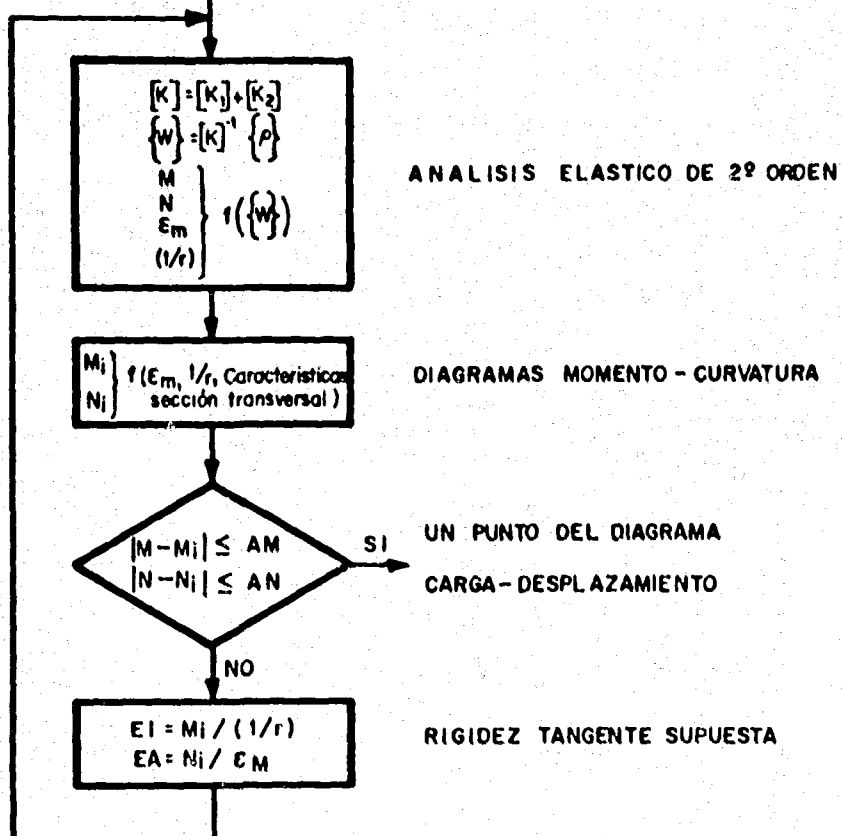 [K]=[K₁]+[K₂]
{W}=[K]⁻¹ {P}
M
N
εm
(1/r)
} f({W})
ANALISIS ELASTICO DE 2º ORDEN
Mi
Ni
} f(εm, 1/r, Características
sección transversal)
DIAGRAMAS MOMENTO-CURVATURA
|M-Mi| ≤ AM
|N-Ni| ≤ AN
SI
UN PUNTO DEL DIAGRAMA
CARGA-DESPLAZAMIENTO
NO
EI = Mi / (1/r)
EA = Ni / εM
RIGIDEZ TANGENTE SUPUESTA